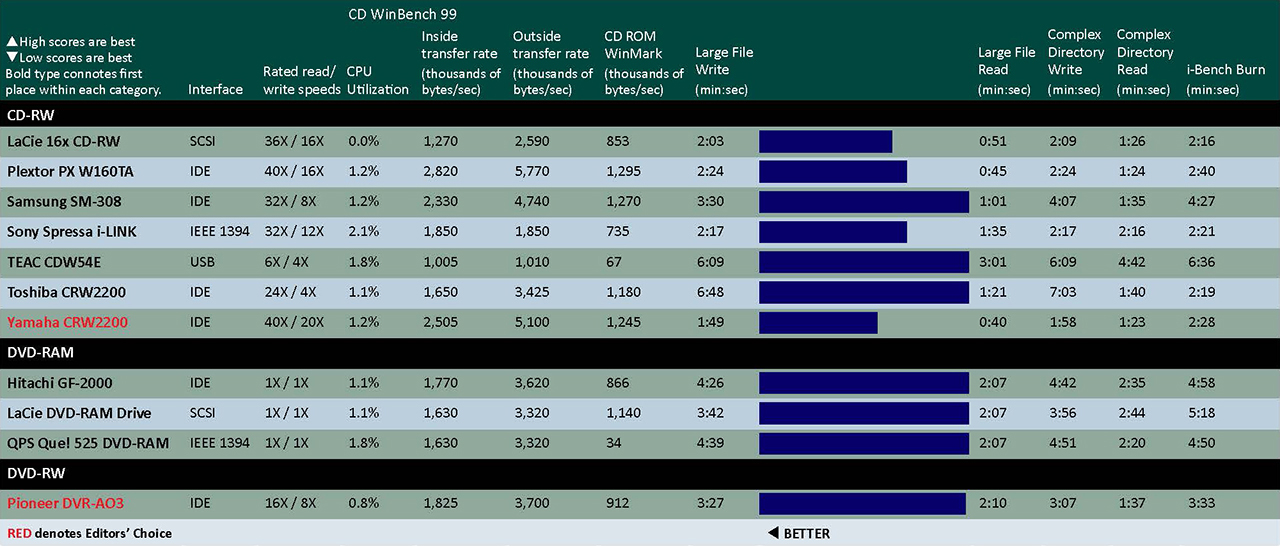 CD WinBench 99
▲High scores are best
▼Low scores are best
Bold type connotes first
place within each category.
Interface
Rated read/
write speeds
CPU
Utilization
Inside
transfer rate
(thousands of
bytes/sec)
Outside
transfer rate
(thousands of
bytes/sec)
CD ROM
WinMark
(thousands of
bytes/sec)
Large File
Write
(min:sec)
Large File
Read
(min:sec)
Complex
Directory
Write
(min:sec)
Complex
Directory
Read
(min:sec)
i-Bench Burn
(min:sec)
CD-RW
LaCie 16x CD-RW SCSI 36X / 16X 0.0% 1,270 2,590 853 2:03 0:51 2:09 1:26 2:16
Plextor PX W160TA IDE 40X / 16X 1.2% 2,820 5,770 1,295 2:24 0:45 2:24 1:24 2:40
Samsung SM-308 IDE 32X / 8X 1.2% 2,330 4,740 1,270 3:30 1:01 4:07 1:35 4:27
Sony Spressa i-LINK IEEE 1394 32X / 12X 2.1% 1,850 1,850 735 2:17 1:35 2:17 2:16 2:21
TEAC CDW54E USB 6X / 4X 1.8% 1,005 1,010 67 6:09 3:01 6:09 4:42 6:36
Toshiba CRW2200 IDE 24X / 4X 1.1% 1,650 3,425 1,180 6:48 1:21 7:03 1:40 2:19
Yamaha CRW2200 IDE 40X / 20X 1.2% 2,505 5,100 1,245 1:49 0:40 1:58 1:23 2:28
DVD-RAM
Hitachi GF-2000 IDE 1X / 1X 1.1% 1,770 3,620 866 4:26 2:07 4:42 2:35 4:58
LaCie DVD-RAM Drive SCSI 1X / 1X 1.1% 1,630 3,320 1,140 3:42 2:07 3:56 2:44 5:18
QPS Quel 525 DVD-RAM IEEE 1394 1X / 1X 1.8% 1,630 3,320 34 4:39 2:07 4:51 2:20 4:50
DVD-RW
Pioneer DVR-AO3 IDE 16X / 8X 0.8% 1,825 3,700 912 3:27 2:10 3:07 1:37 3:33
RED denotes Editors' Choice
◀ BETTER